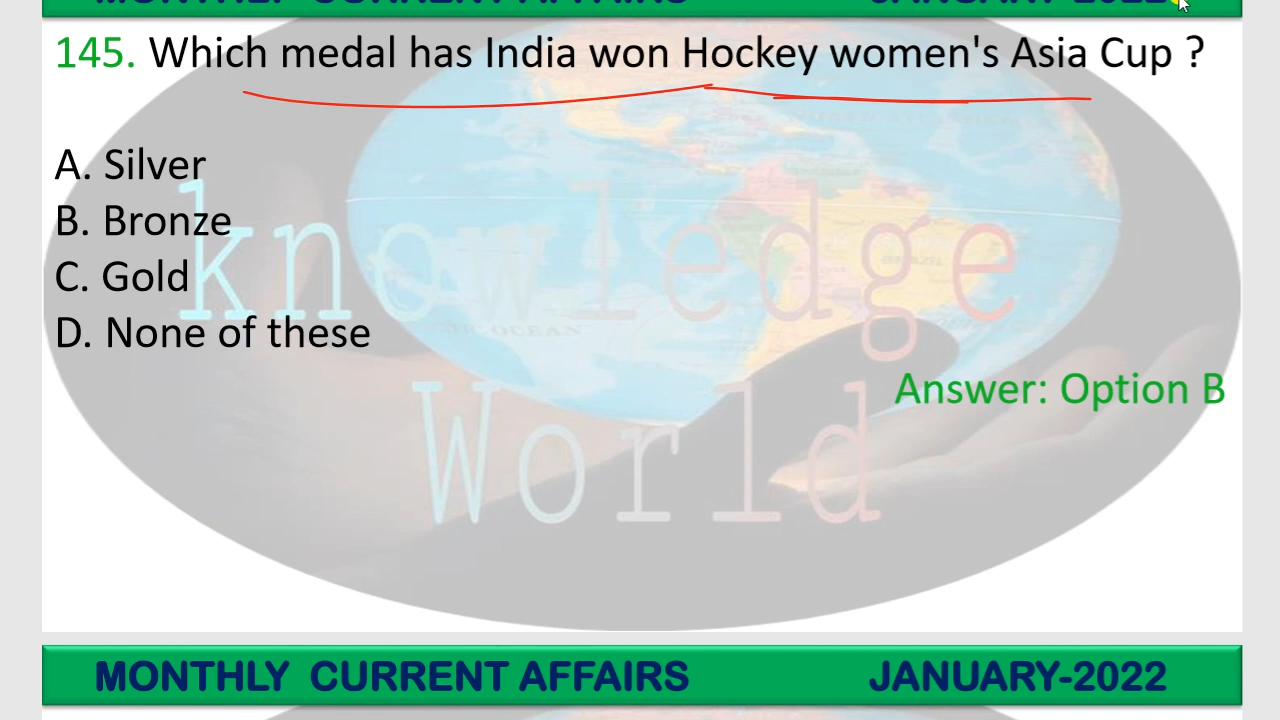 MONTHLY CURRENT AFFAIRS JANUARY-2022
145. Which medal has India won Hockey women's Asia Cup ?
A. Silver
B. Bronze
C. Gold
D. None of these
Answer: Option B
knowledge
World
MONTHLY CURRENT AFFAIRS JANUARY-2022